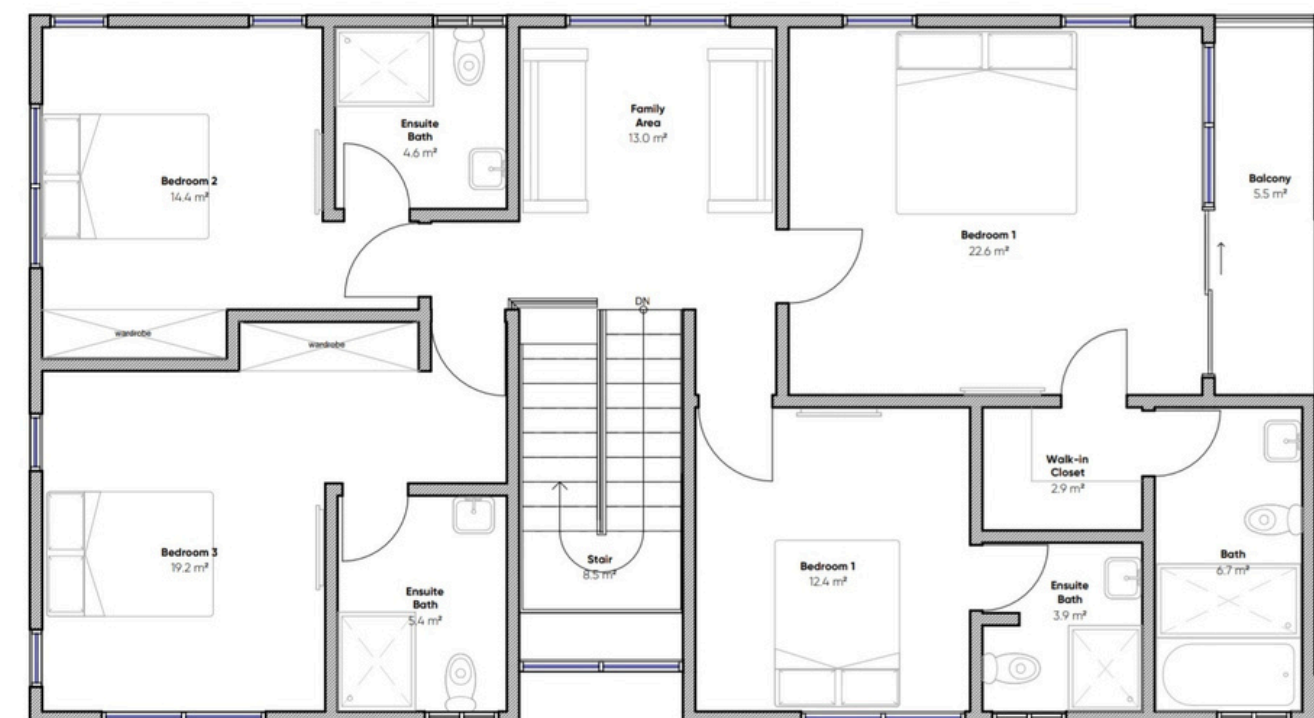 Ensuite
Bath
4.6 m²
Family
Area
13.0 m²
Bedroom 2
14.4 m²
Balcony
5.5 m²
Bedroom 1
22.6 m²
DN
wardrobe
wardrobe
Walk-in
Closet
2.9 m²
Bedroom 3
19.2 m²
Stair
8.5 m²
Bedroom 1
12.4 m²
Bath
6.7 m²
Ensuite
Bath
5.4 m²
Ensuite
Bath
3.9 m²